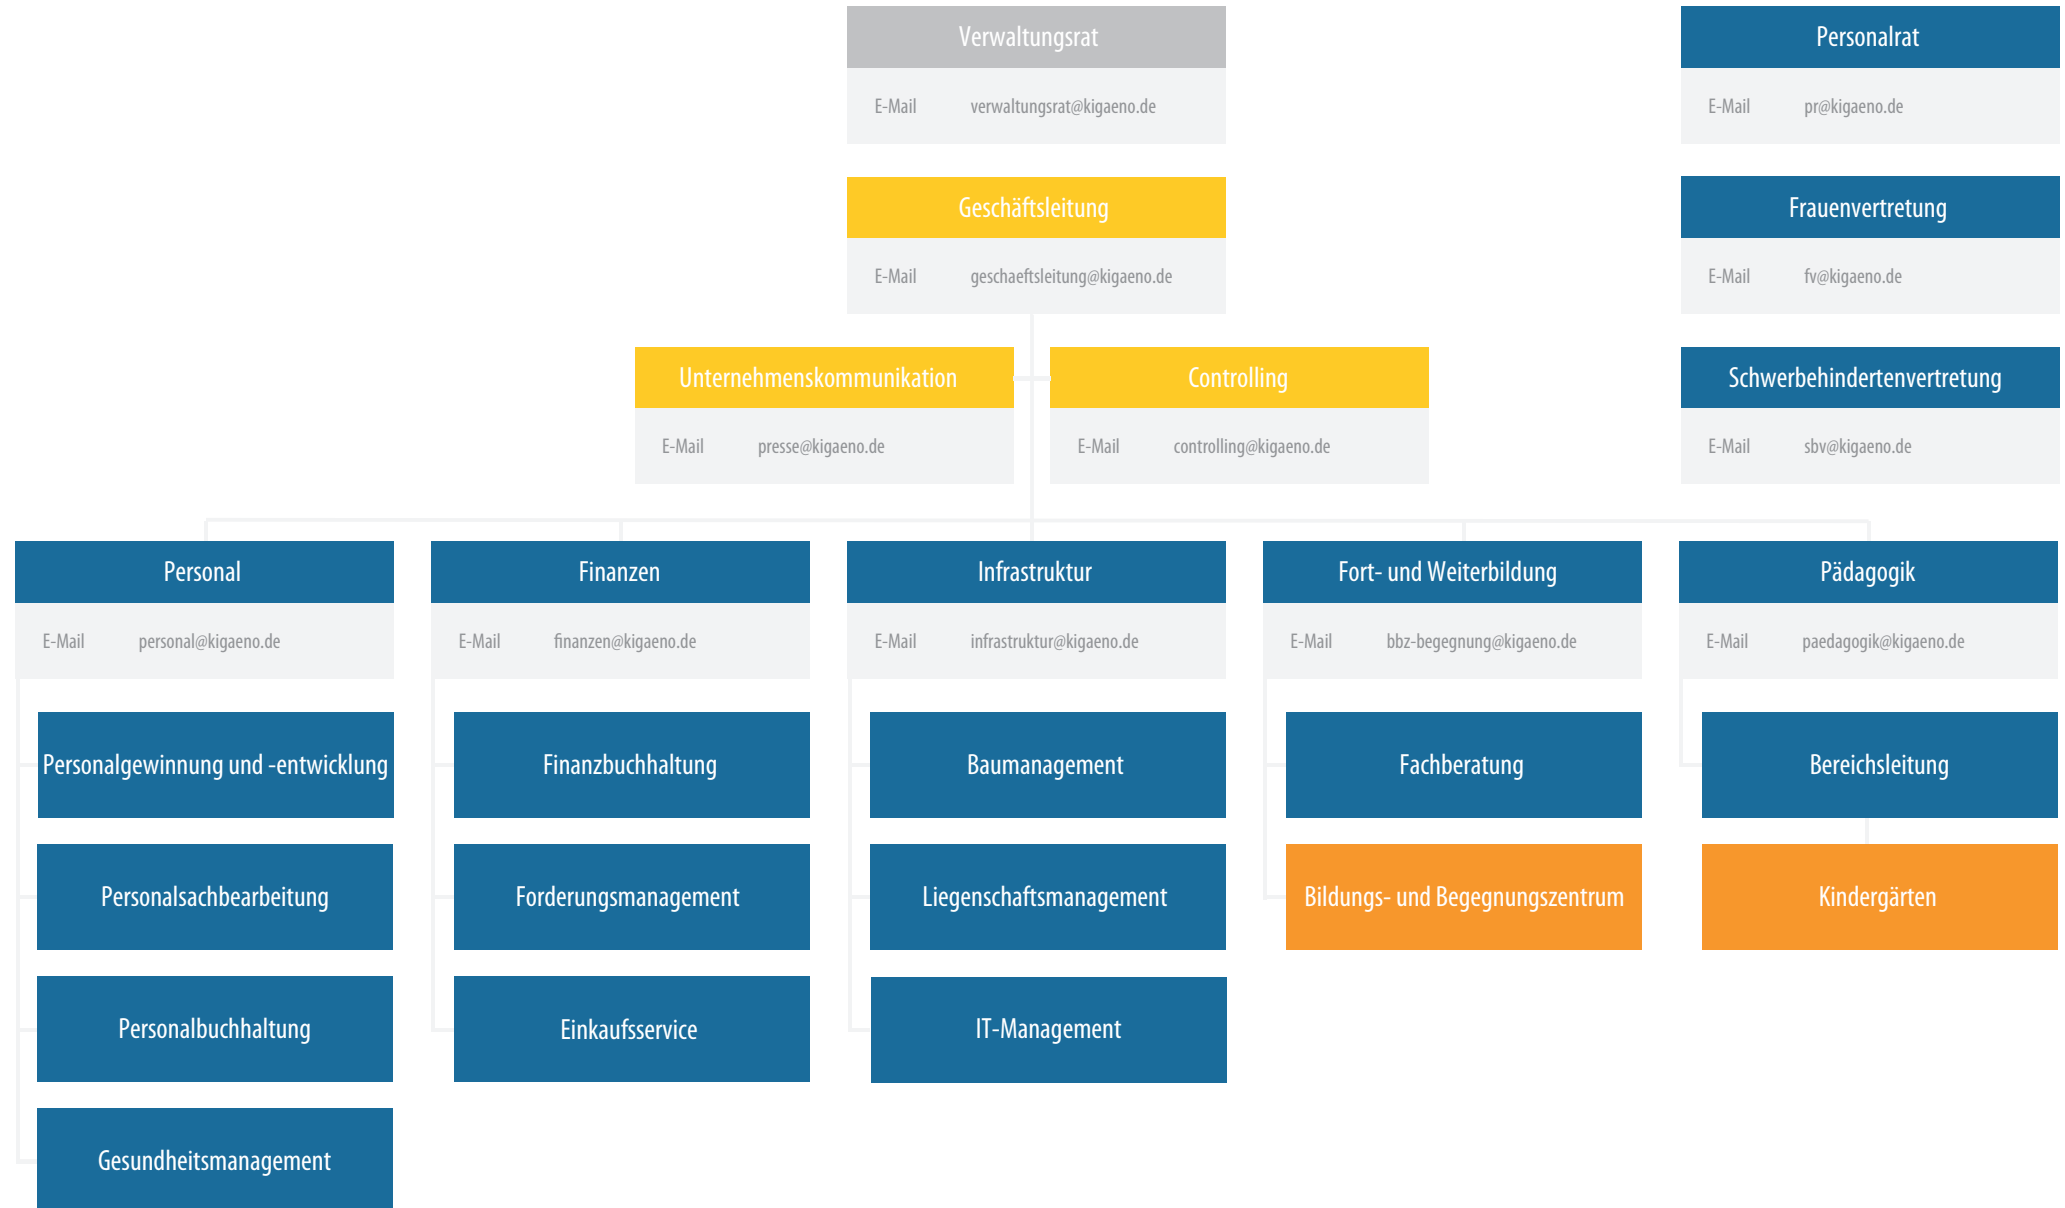 Verwaltungsrat
E-Mail verwaltungsrat@kigaeno.de
Personalrat
E-Mail pr@kigaeno.de
Geschäftsleitung
E-Mail geschaeftsleitung@kigaeno.de
Frauenvertretung
E-Mail fv@kigaeno.de
Unternehmenskommunikation
E-Mail presse@kigaeno.de
Controlling
E-Mail controlling@kigaeno.de
Schwerbehindertenvertretung
E-Mail sbv@kigaeno.de
Personal
E-Mail personal@kigaeno.de
Personalgewinnung und -entwicklung
Personalsachbearbeitung
Personalbuchhaltung
Gesundheitsmanagement
Finanzen
E-Mail finanzen@kigaeno.de
Finanzbuchhaltung
Forderungsmanagement
Einkaufsservice
Infrastruktur
E-Mail infrastruktur@kigaeno.de
Baumanagement
Liegenschaftsmanagement
IT-Management
Fort- und Weiterbildung
E-Mail bbz-begegnung@kigaeno.de
Fachberatung
Bildungs- und Begegnungszentrum
Pädagogik
E-Mail paedagogik@kigaeno.de
Bereichsleitung
Kindergärten